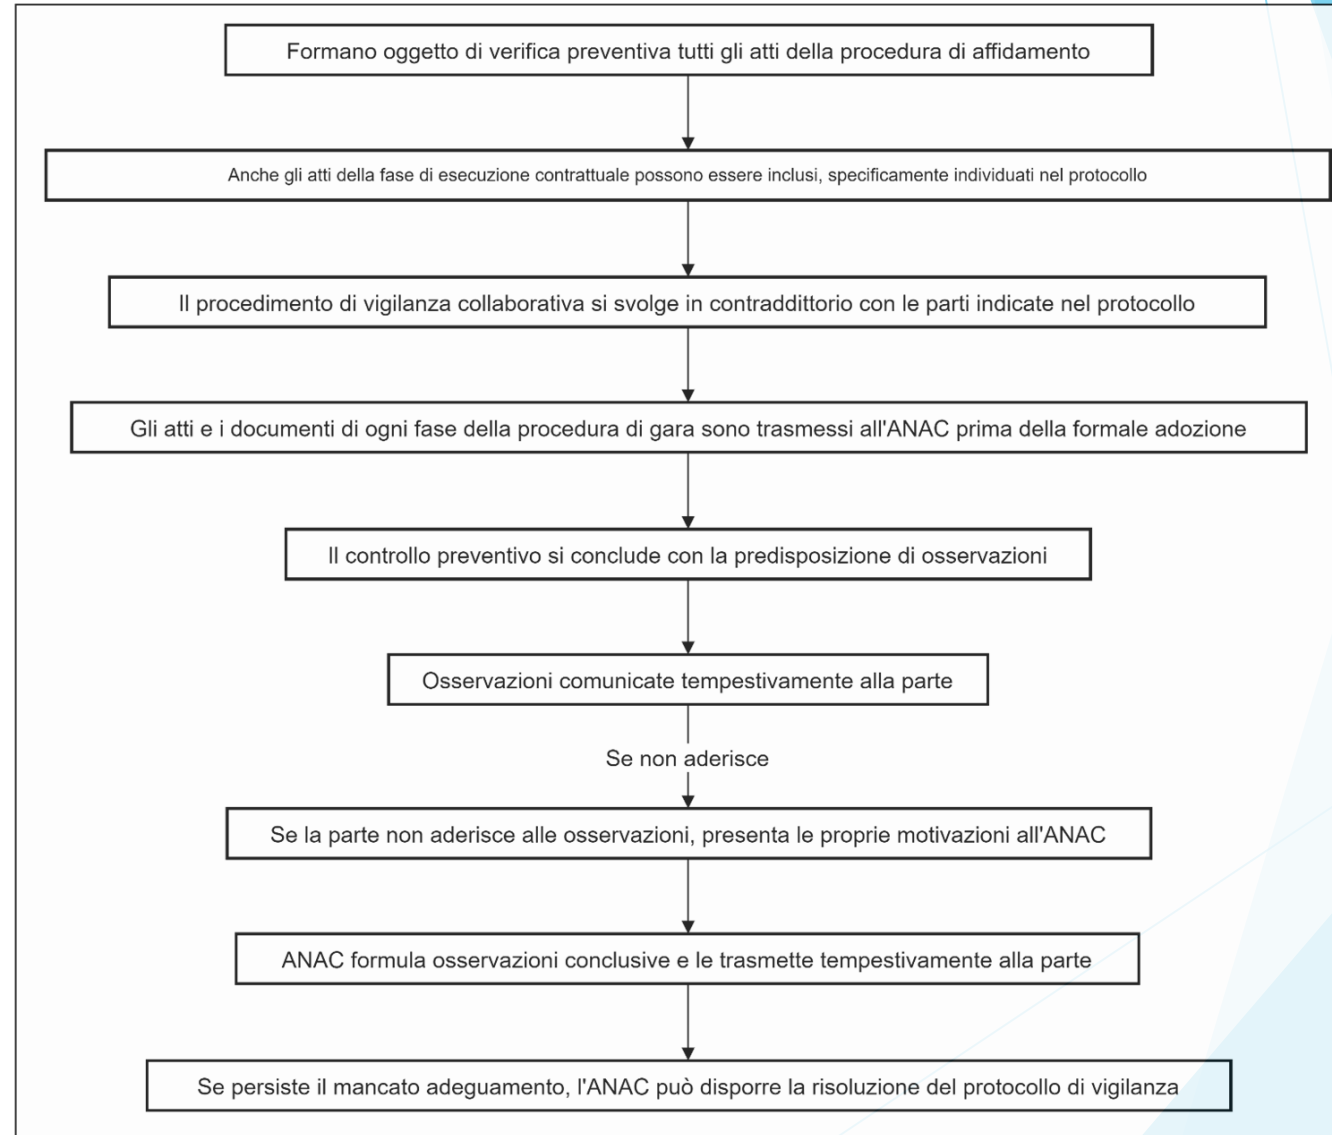 Formano oggetto di verifica preventiva tutti gli atti della procedura di affidamento
Anche gli atti della fase di esecuzione contrattuale possono essere inclusi, specificamente individuati nel protocollo
Il procedimento di vigilanza collaborativa si svolge in contraddittorio con le parti indicate nel protocollo
Gli atti e i documenti di ogni fase della procedura di gara sono trasmessi all'ANAC prima della formale adozione
Il controllo preventivo si conclude con la predisposizione di osservazioni
Osservazioni comunicate tempestivamente alla parte
Se non aderisce
Se la parte non aderisce alle osservazioni, presenta le proprie motivazioni all'ANAC
ANAC formula osservazioni conclusive e le trasmette tempestivamente alla parte
Se persiste il mancato adeguamento, l'ANAC può disporre la risoluzione del protocollo di vigilanza